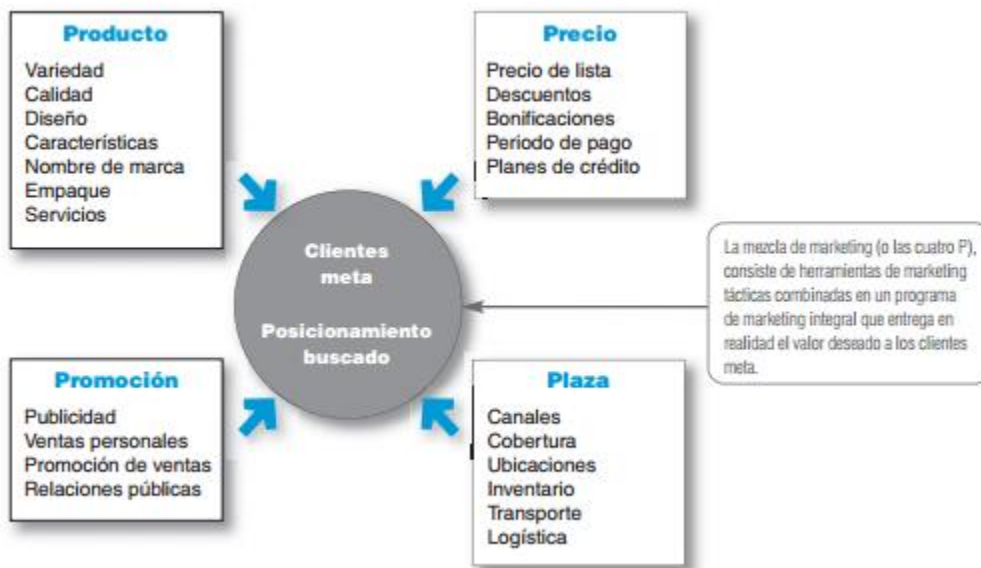 Producto
Variedad
Calidad
Diseño
Características
Nombre de marca
Empaque
Servicios
Precio
Precio de lista
Descuentos
Bonificaciones
Periodo de pago
Planes de crédito
Clientes
meta
Posicionamiento
buscado
La mezcla de marketing (o las cuatro P),
consiste de herramientas de marketing
tácticas combinadas en un programa
de marketing integral que entrega en
realidad el valor deseado a los clientes
meta.
Promoción
Publicidad
Ventas personales
Promoción de ventas
Relaciones públicas
Plaza
Canales
Cobertura
Ubicaciones
Inventario
Transporte
Logística